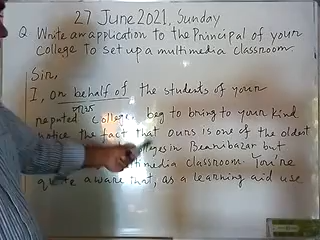 27 June 2021, Sunday
Q. Write an application to the Principal of your
College to set up a multimedia classroom
Sir,
I, on behalf of the students of your
reputed college, beg to bring to your kind
notice the fact that ours is one of the oldest
in Beanibazar but
classroom. You're
quite aware that, as a learning aid use